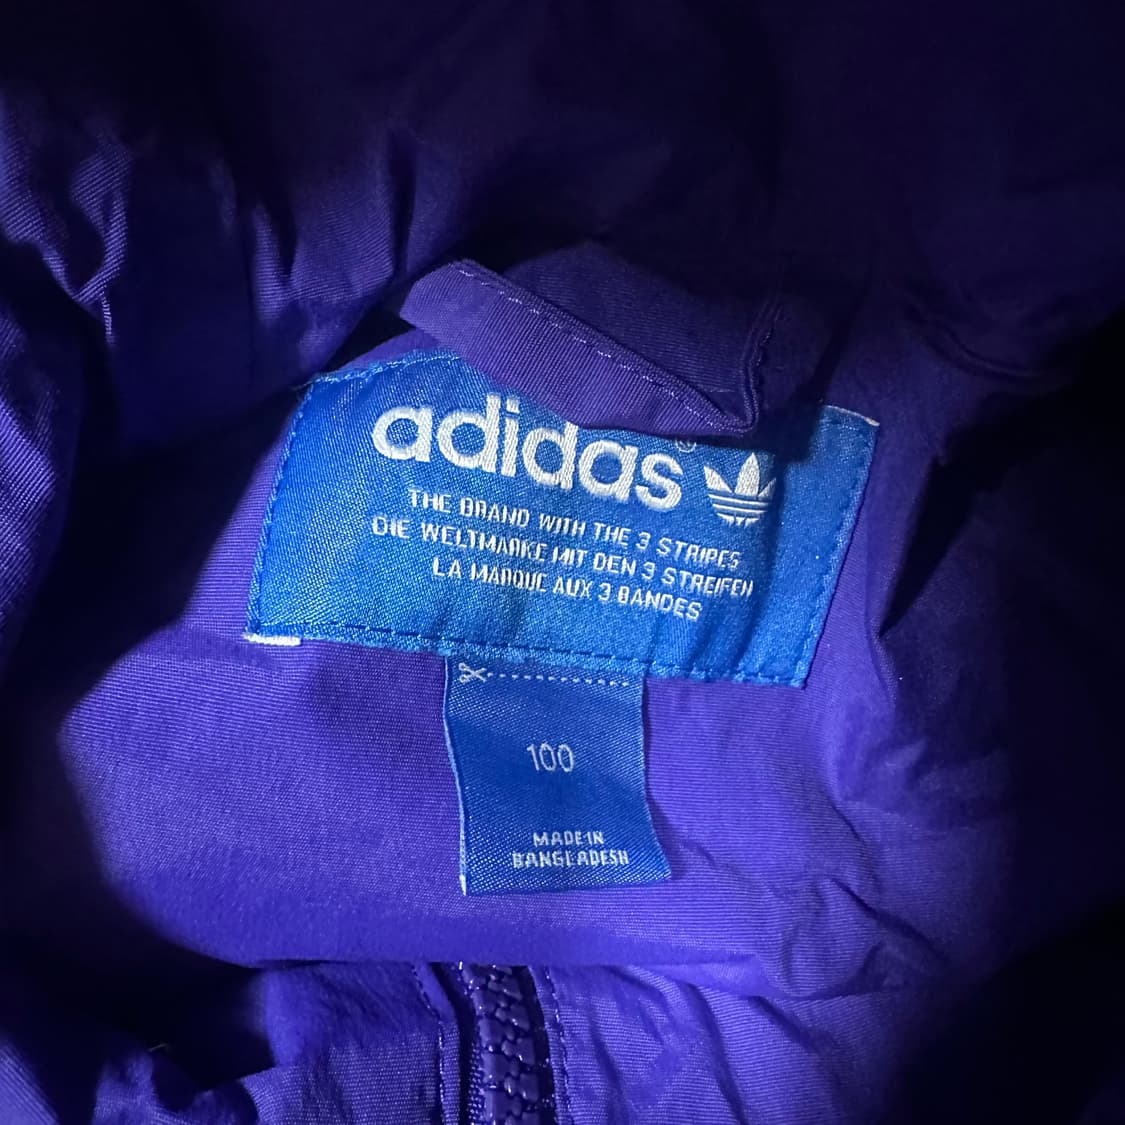 adidas®
THE BRAND WITH THE 3 STRIPES
DIE WELTMARKE MIT DEN 3 STREIFEN
LA MARQUE AUX 3 BANDES
100
MADE IN
BANGLADESH